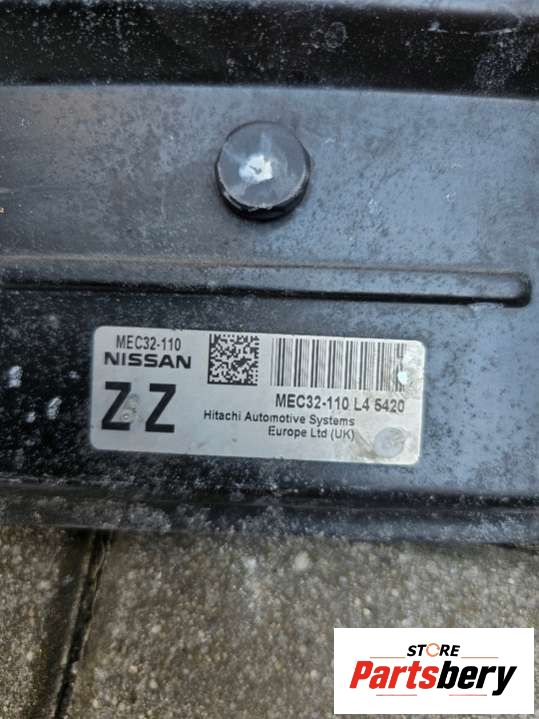 MEC32-110
NISSAN
ZZ
MEC32-110 L4 5420
Hitachi Automotive Systems
Europe Ltd (UK)
STORE
Partsbery